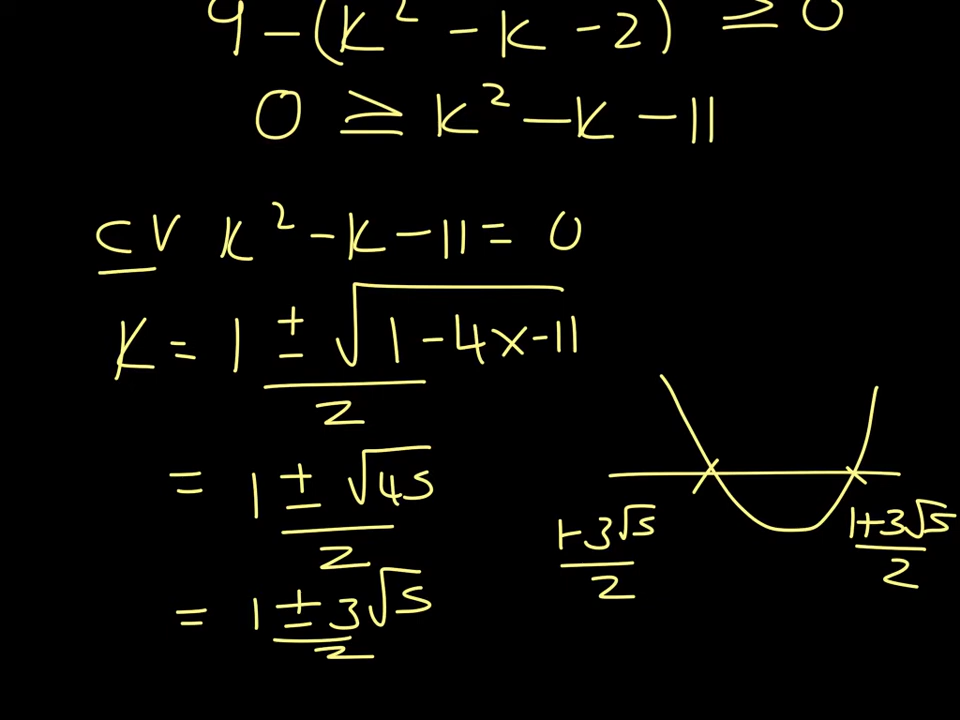 9 - (k² - k - 2) ≥ 0
0 ≥ k² - k - 11
CV k² - k - 11 = 0
K = 1 ± √1 - 4x - 11
2
= 1 ± √45
2
= 1 ± 3√5
2
1 - 3√5
2
1 + 3√5
2